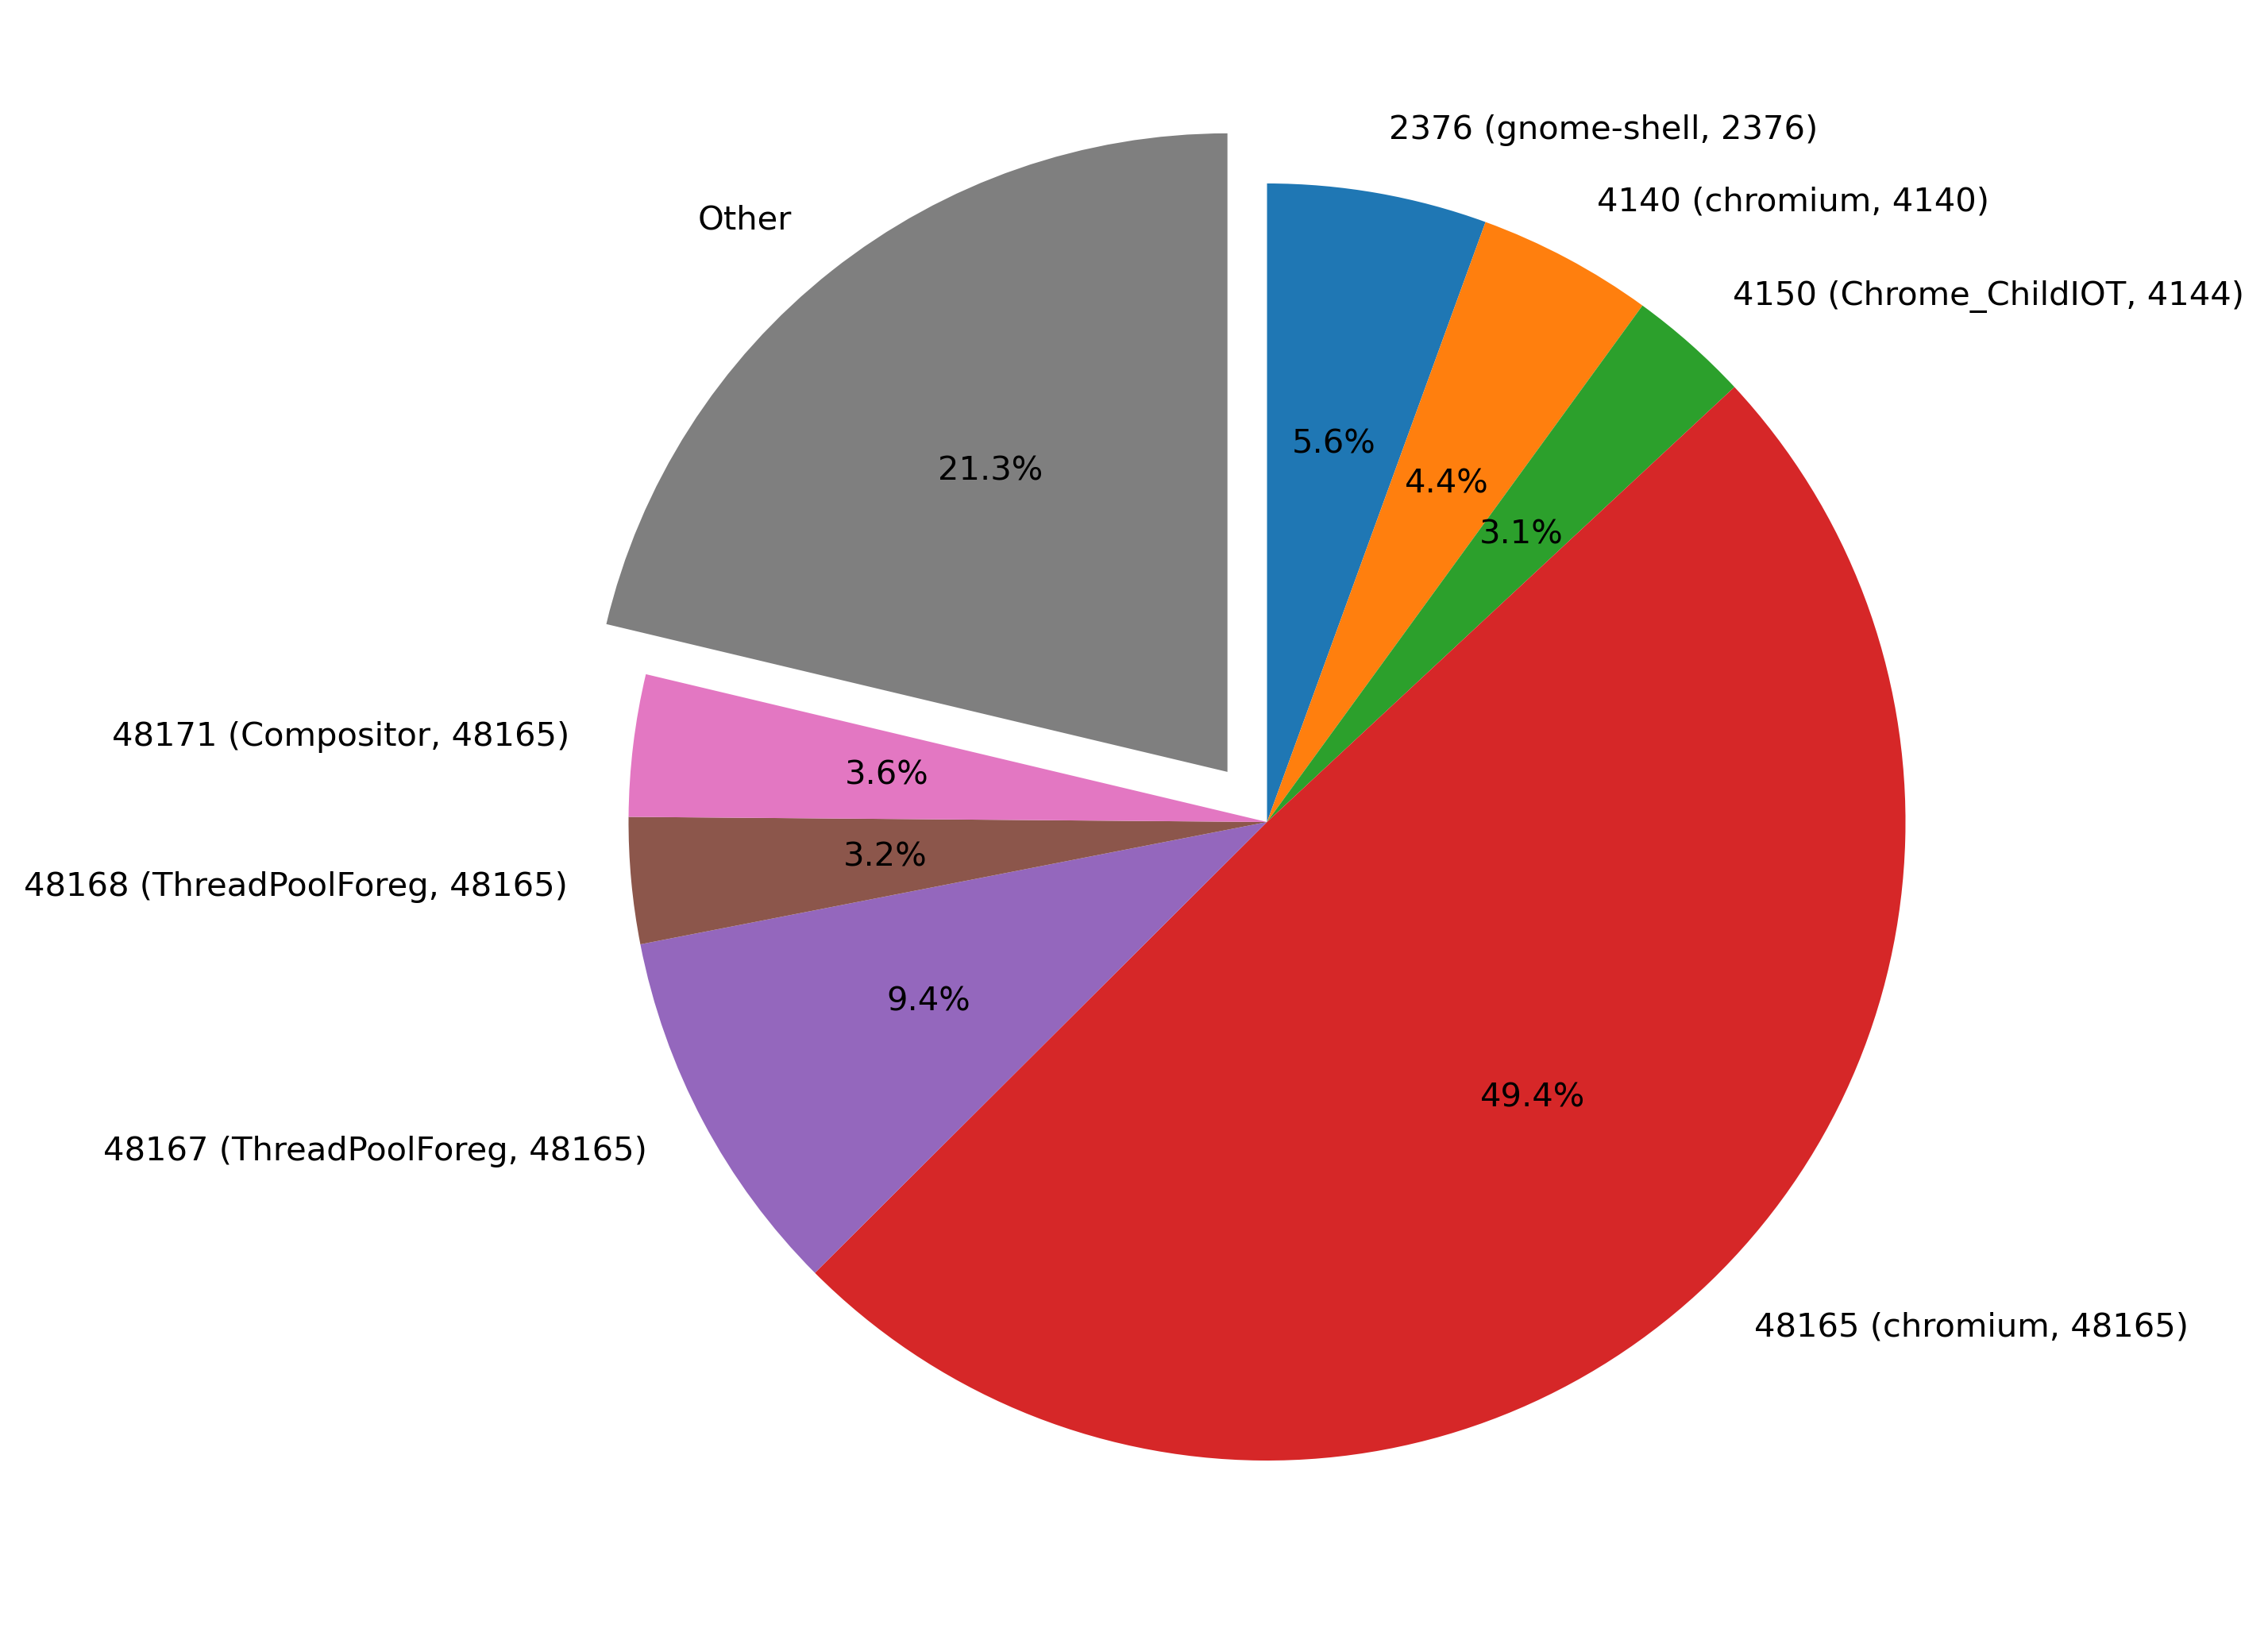 2376 (gnome-shell, 2376)
4140 (chromium, 4140)
Other
4150 (Chrome_ChildIOT, 4144)
5.6%
21.3%
4.4%
3.1%
48171 (Compositor, 48165)
3.6%
3.2%
48168 (ThreadPoolForeg, 48165)
9.4%
49.4%
48167 (ThreadPoolForeg, 48165)
48165 (chromium, 48165)